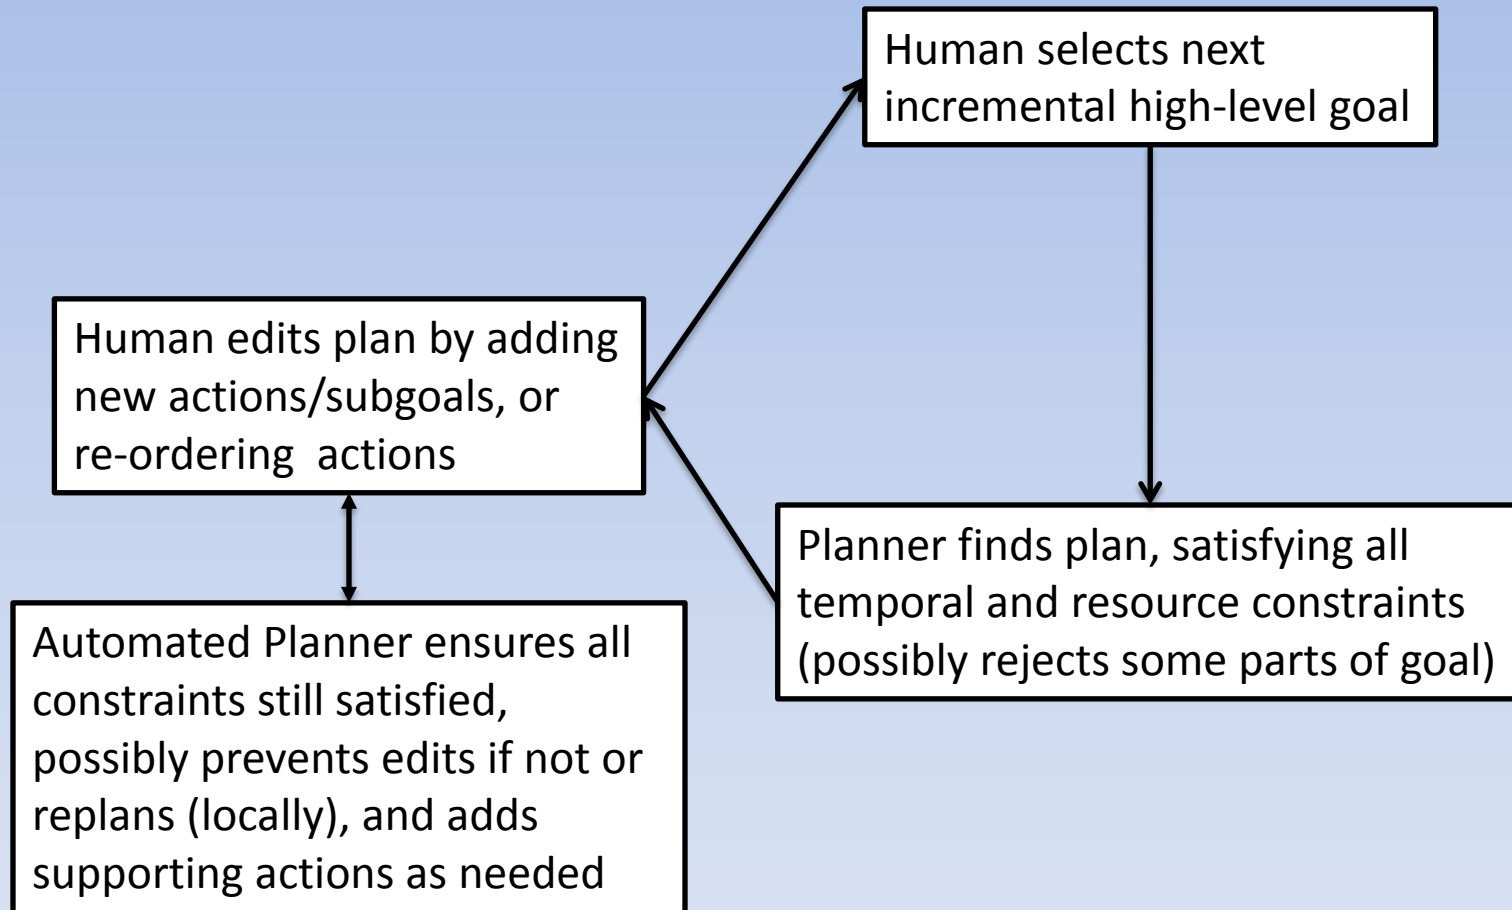 Human selects next
incremental high-level goal
Human edits plan by adding
new actions/subgoals, or
re-ordering  actions
Planner finds plan, satisfying all
temporal and resource constraints
(possibly rejects some parts of goal)
Automated Planner ensures all
constraints still satisfied,
possibly prevents edits if not or
replans (locally), and adds
supporting actions as needed